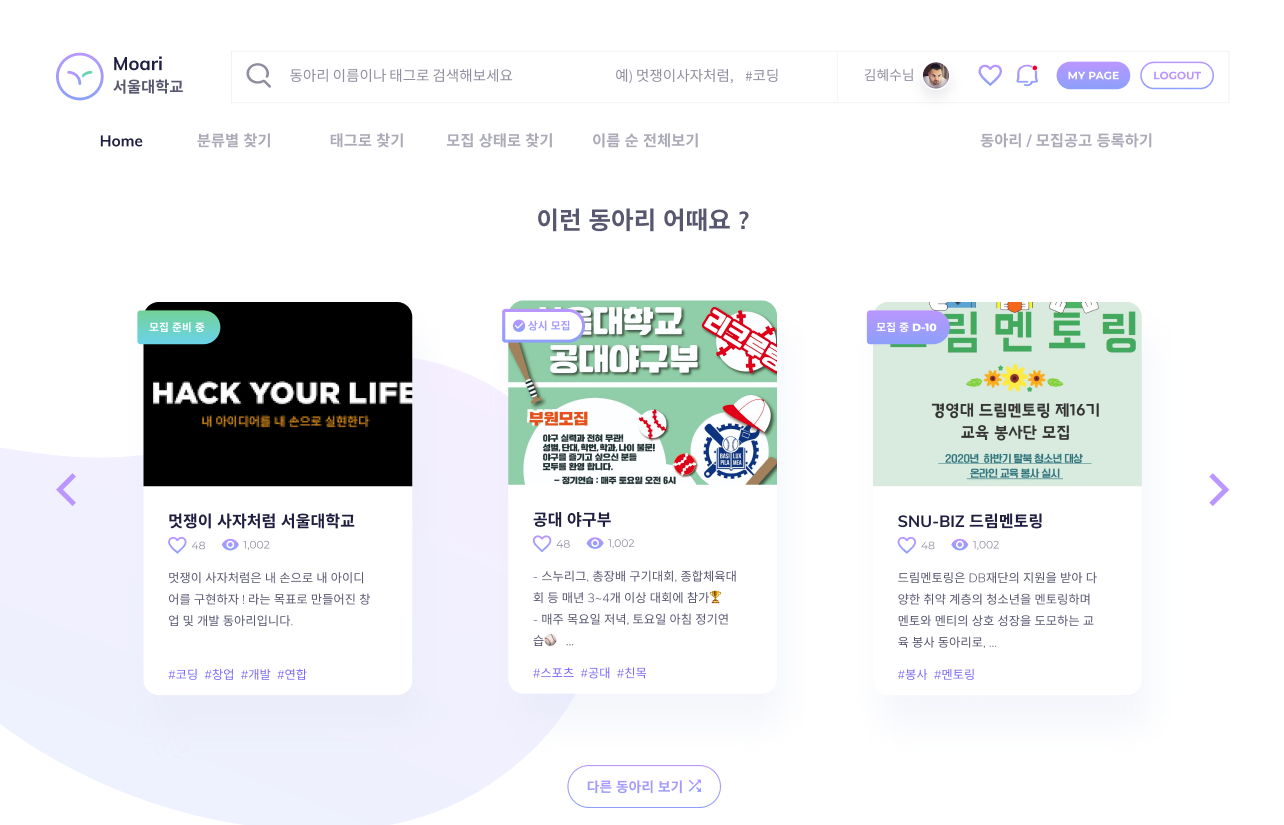 Moari
서울대학교
동아리 이름이나 태그로 검색해보세요
예) 멋쟁이사자처럼, #코딩
김혜수님
MY PAGE
LOGOUT
Home
분류별 찾기
태그로 찾기
모집 상태로 찾기
이름 순 전체보기
동아리 / 모집공고 등록하기
이런 동아리 어때요 ?
모집 준비 중
HACK YOUR LIFE
내 아이디어를 내 손으로 실현한다
멋쟁이 사자처럼 서울대학교
48 1,002
멋쟁이 사자처럼은 내 손으로 내 아이디
어를 구현하자 ! 라는 목표로 만들어진 창
업 및 개발 동아리입니다.
#코딩 #창업 #개발 #연합
상시 모집
울대학교
공대야구부
부원모집
야구 실력과 전혀 무관!
성별, 단대, 학번, 학과, 나이 불문!
야구를 즐기고 싶으신 분들
모두를 환영 합니다.
- 정기연습 : 매주 토요일 오전 6시
BASI LUX
PILA MEA
공대 야구부
48 1,002
- 스누리그, 총장배 구기대회, 종합체육대
회 등 매년 3~4개 이상 대회에 참가🏆
- 매주 목요일 저녁, 토요일 아침 정기연
습⚾ ...
#스포츠 #공대 #친목
모집 중 D-10
림 멘 토 링
경영대 드림멘토링 제16기
교육 봉사단 모집
2020년 하반기 탈북 청소년 대상
온라인 교육 봉사 실시
SNU-BIZ 드림멘토링
48 1,002
드림멘토링은 DB재단의 지원을 받아 다
양한 취약 계층의 청소년을 멘토링하며
멘토와 멘티의 상호 성장을 도모하는 교
육 봉사 동아리로, ...
#봉사 #멘토링
다른 동아리 보기